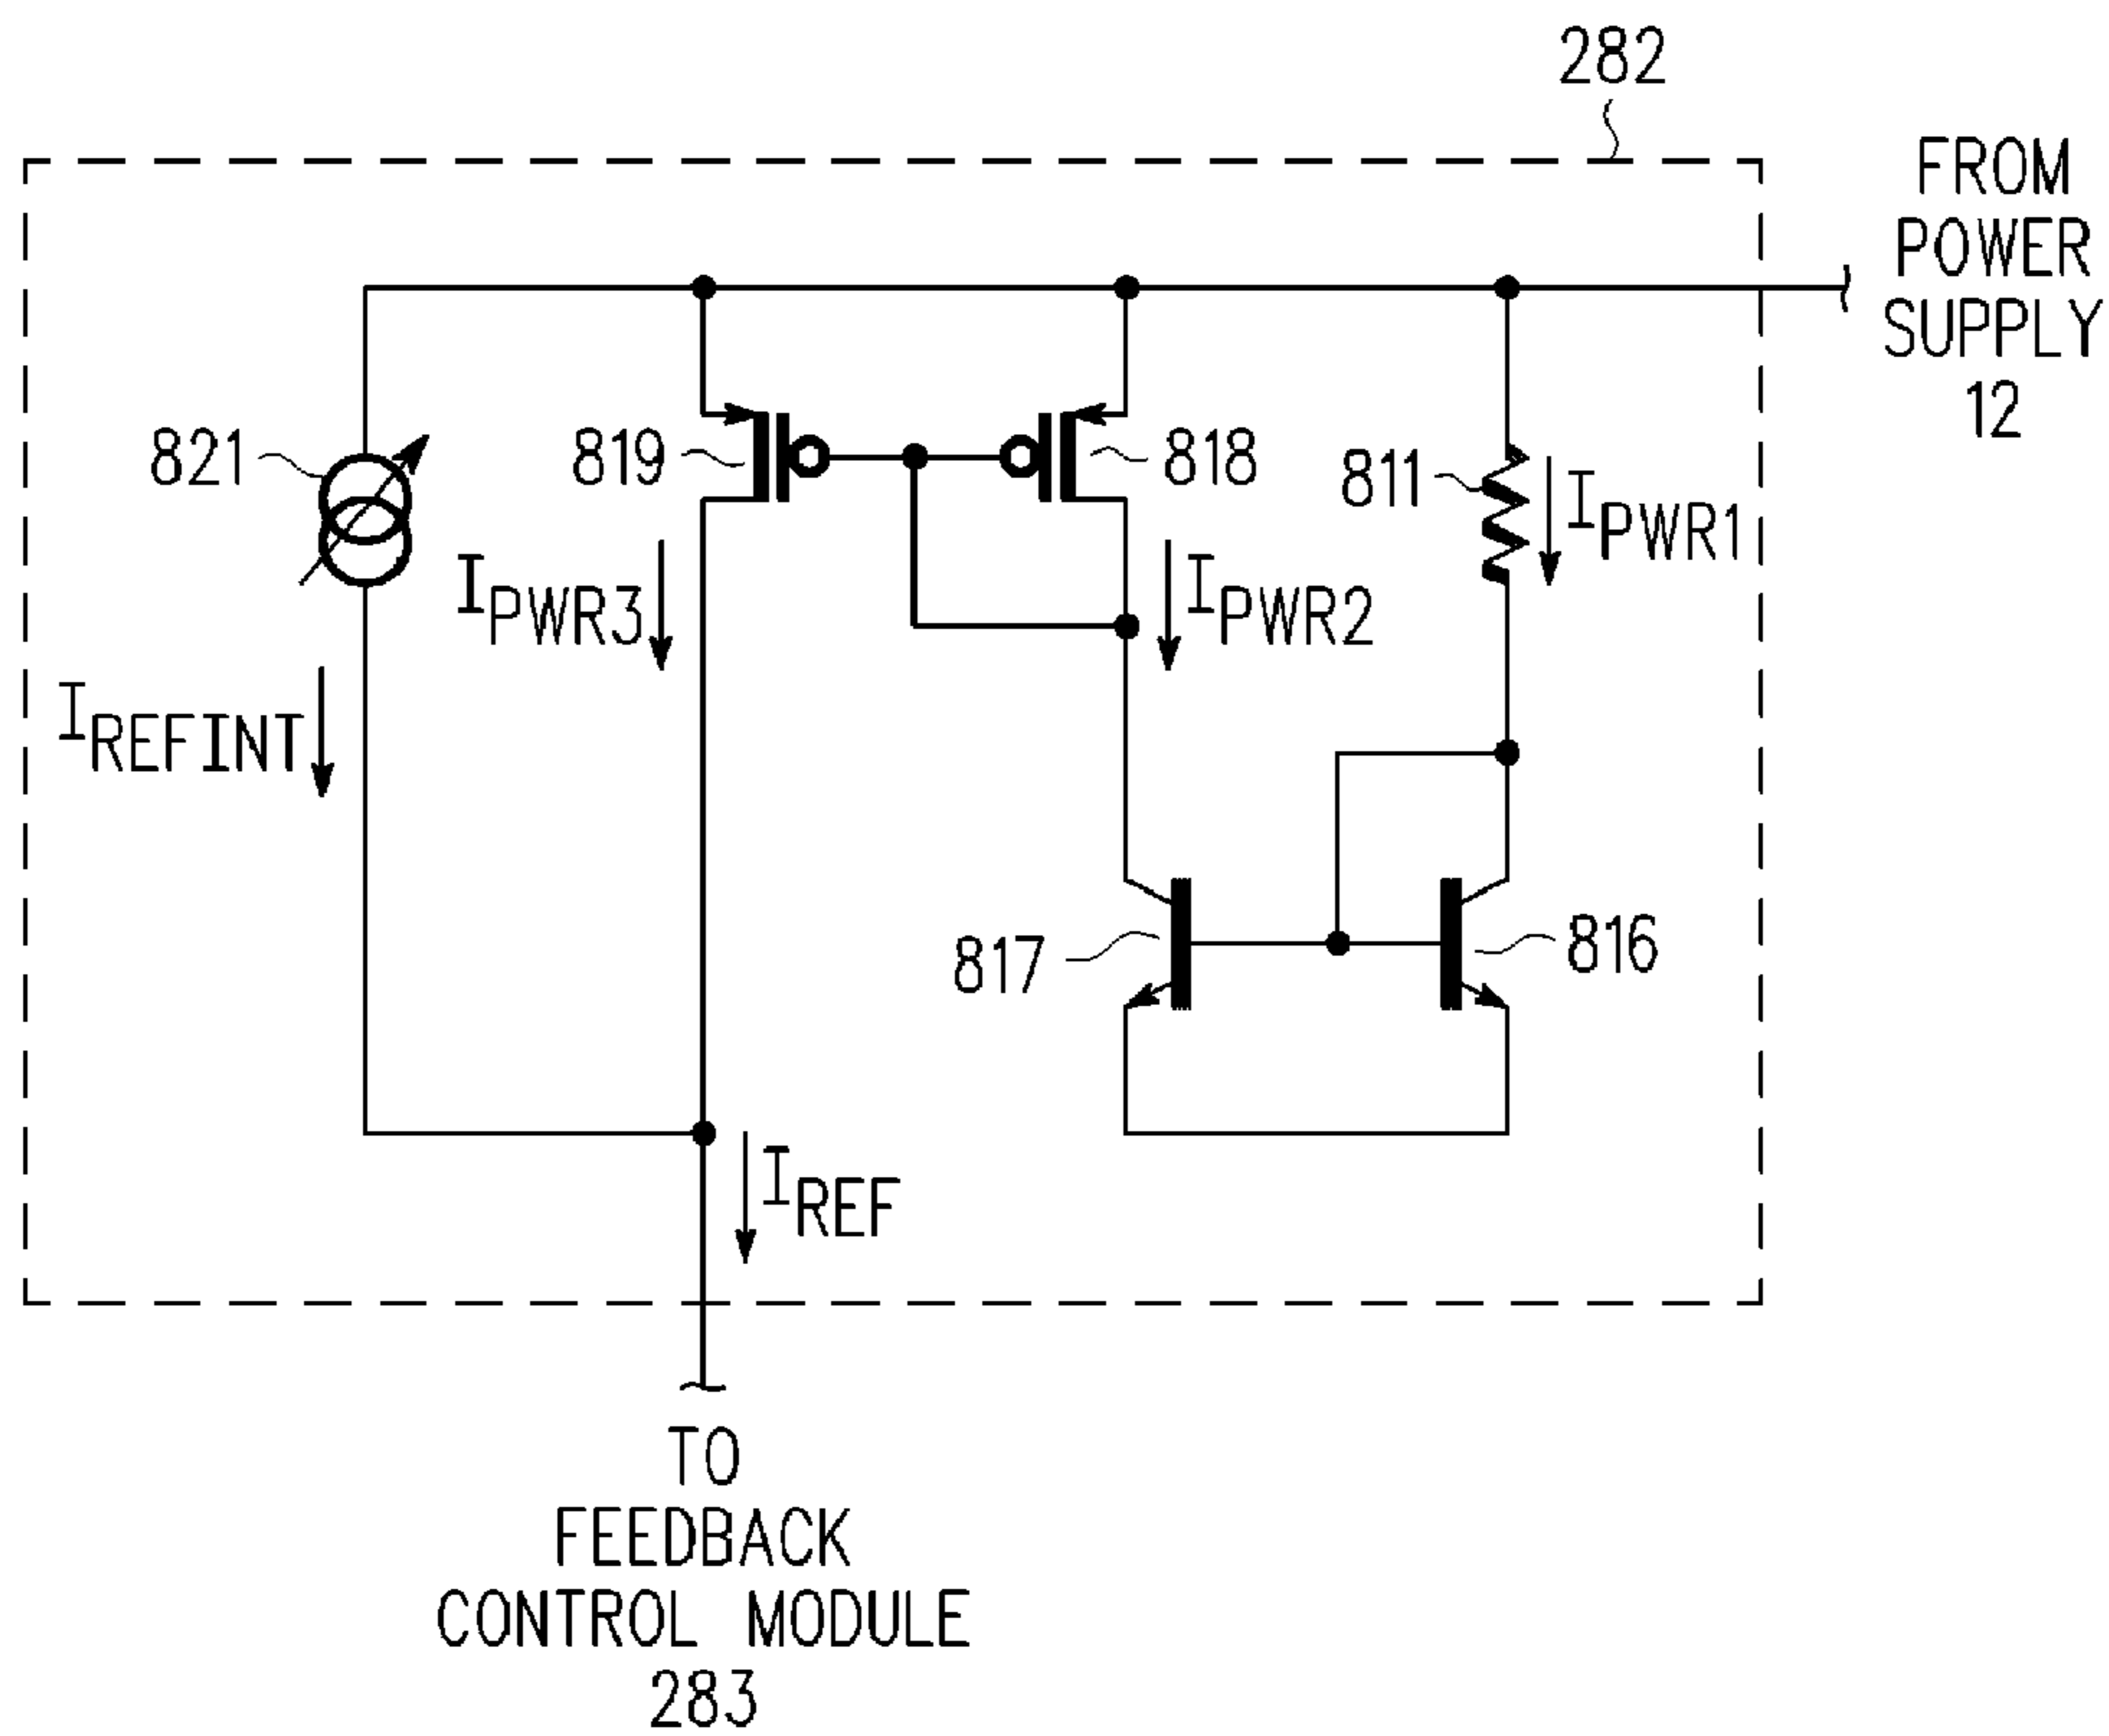 282
FROM
POWER
SUPPLY
12
821
819
818
811
IPWR1
IPWR3
IPWR2
IREFINT
817
816
IREF
TO
FEEDBACK
CONTROL MODULE
283